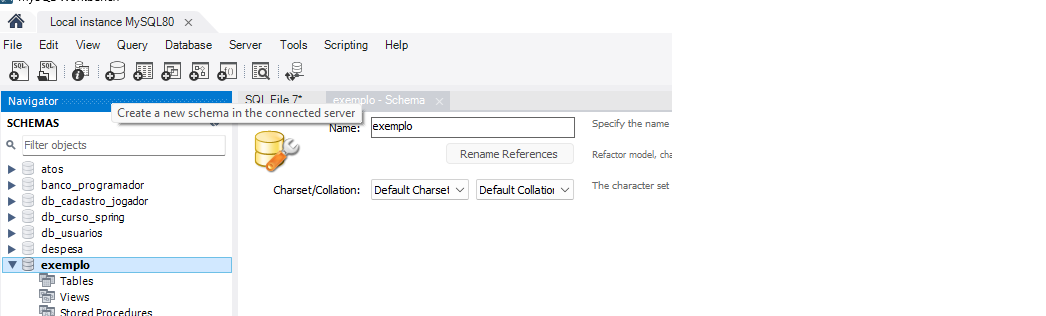 MySQL Workbench
Local instance MySQL80
File Edit View Query Database Server Tools Scripting Help
Navigator
SQL File 7*
exemplo - Schema
Create a new schema in the connected server
SCHEMAS
Name: exemplo
Specify the name
Filter objects
Rename References
Refactor model, cha
atos
Charset/Collation: Default Charset Default Collation
The character set
banco_programador
db_cadastro_jogador
db_curso_spring
db_usuarios
despesa
exemplo
Tables
Views
Stored Procedures